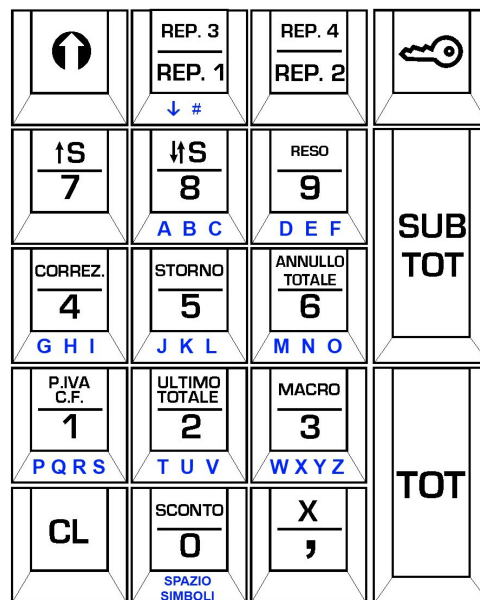 REP. 3
REP. 1
↓ #
REP. 4
REP. 2
↑S
7
↓↑S
8
A B C
RESO
9
D E F
SUB
TOT
CORREZ.
4
G H I
STORNO
5
J K L
ANNULLO
TOTALE
6
M N O
P.IVA
C.F.
1
P Q R S
ULTIMO
TOTALE
2
T U V
MACRO
3
W X Y Z
TOT
CL
SCONTO
0
SPAZIO
SIMBOLI
X
,